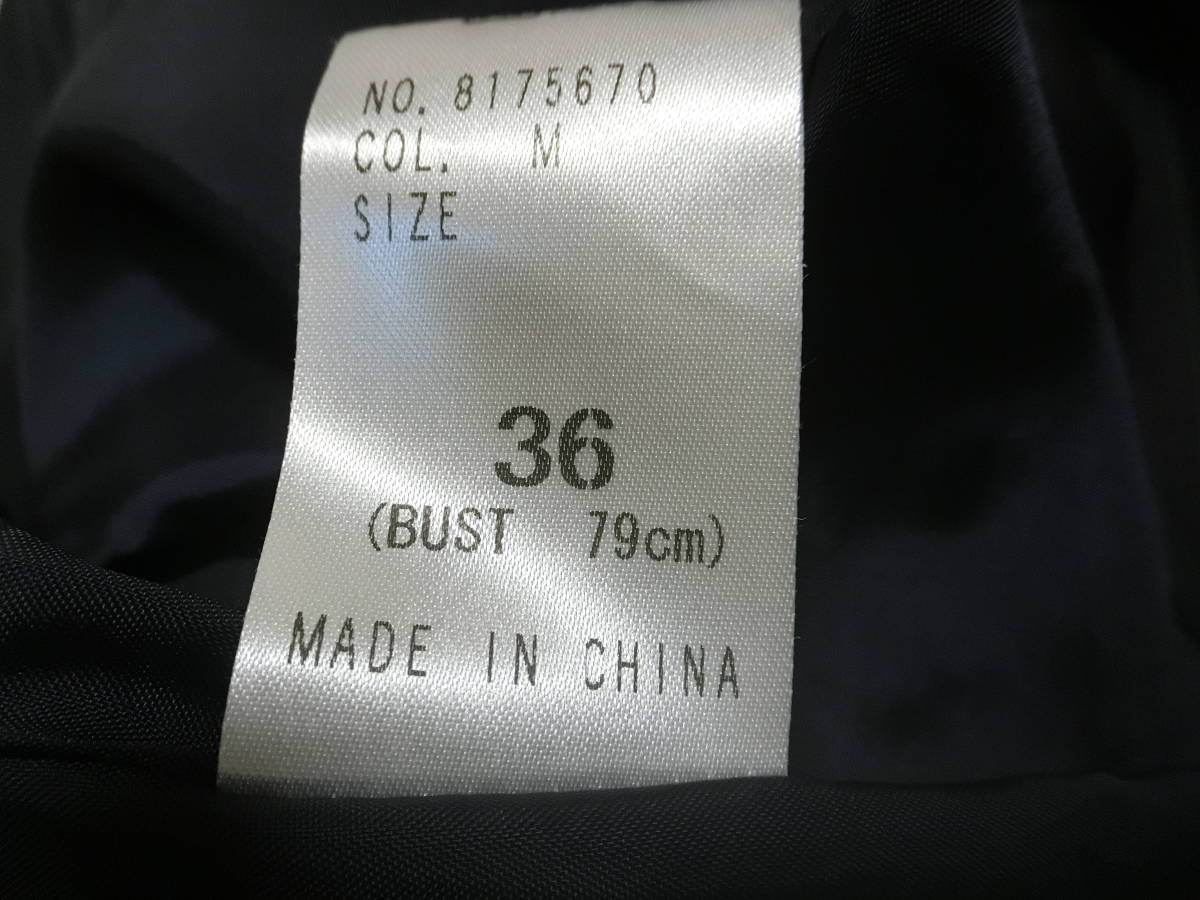 NO. 8175670
COL. M
SIZE
36
(BUST 79cm)
MADE IN CHINA